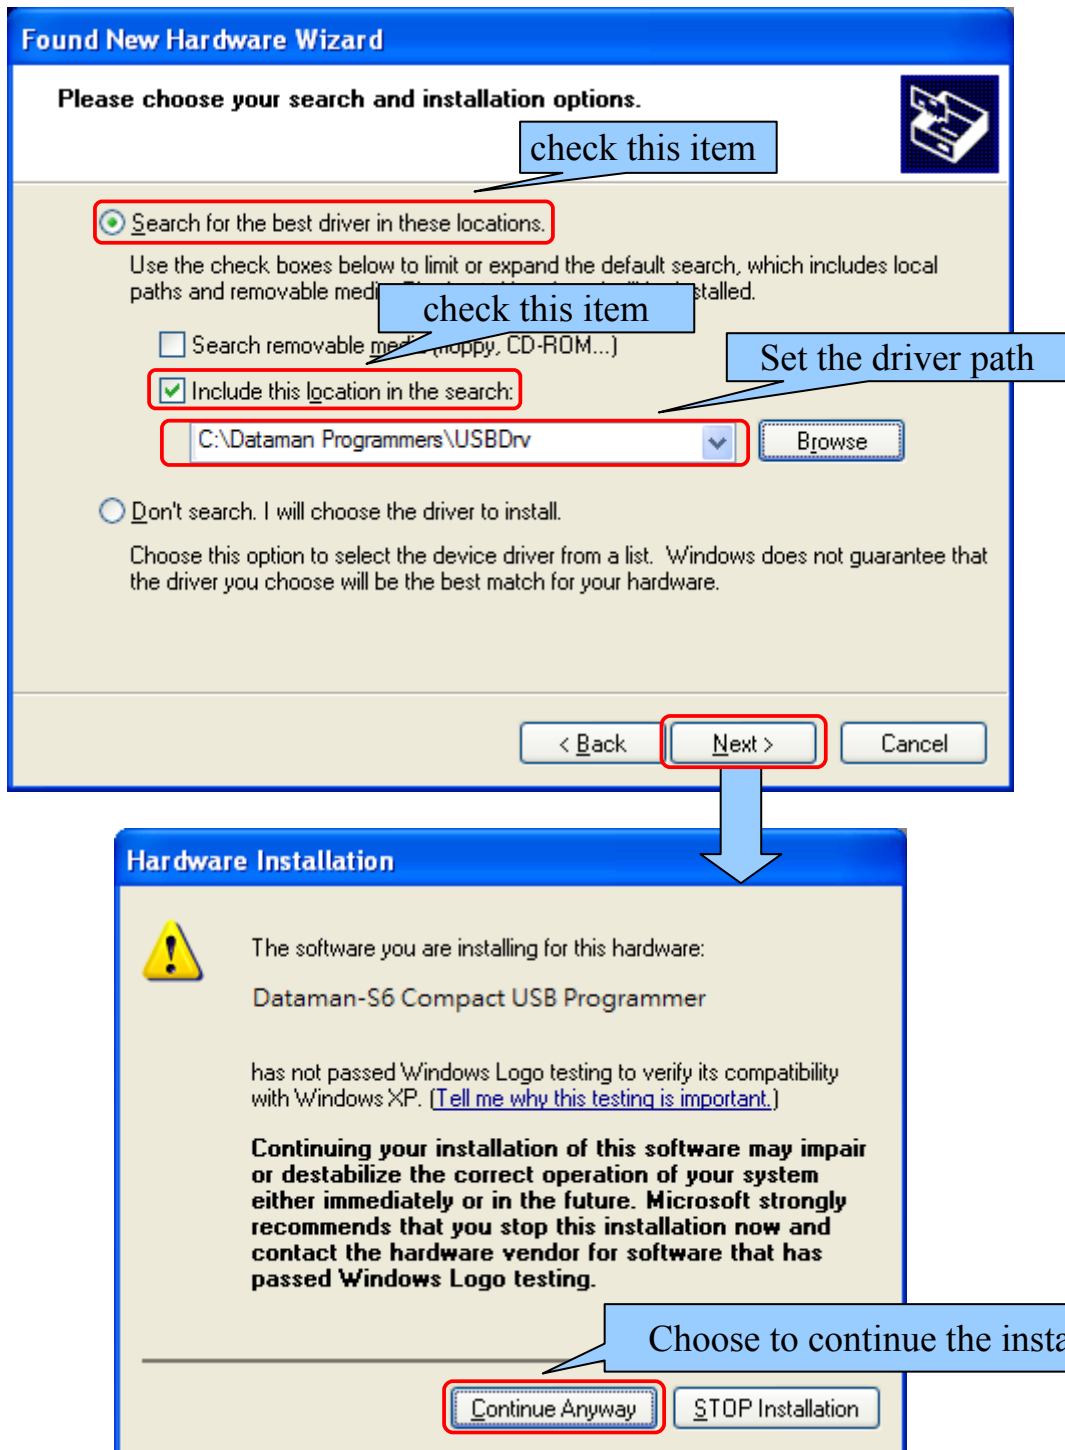 Found New Hardware Wizard
Please choose your search and installation options.
check this item
Search for the best driver in these locations.
Use the check boxes below to limit or expand the default search, which includes local
paths and removable media. stalled.
check this item
Search removable media (floppy, CD-ROM...)
Set the driver path
Include this location in the search:
C:\Dataman Programmers\USBDrv
Browse
Don't search. I will choose the driver to install.
Choose this option to select the device driver from a list. Windows does not guarantee that
the driver you choose will be the best match for your hardware.
< Back
Next >
Cancel
Hardware Installation
The software you are installing for this hardware:
Dataman-S6 Compact USB Programmer
has not passed Windows Logo testing to verify its compatibility
with Windows XP. (Tell me why this testing is important.)
Continuing your installation of this software may impair
or destabilize the correct operation of your system
either immediately or in the future. Microsoft strongly
recommends that you stop this installation now and
contact the hardware vendor for software that has
passed Windows Logo testing.
Choose to continue the insta
Continue Anyway
STOP Installation